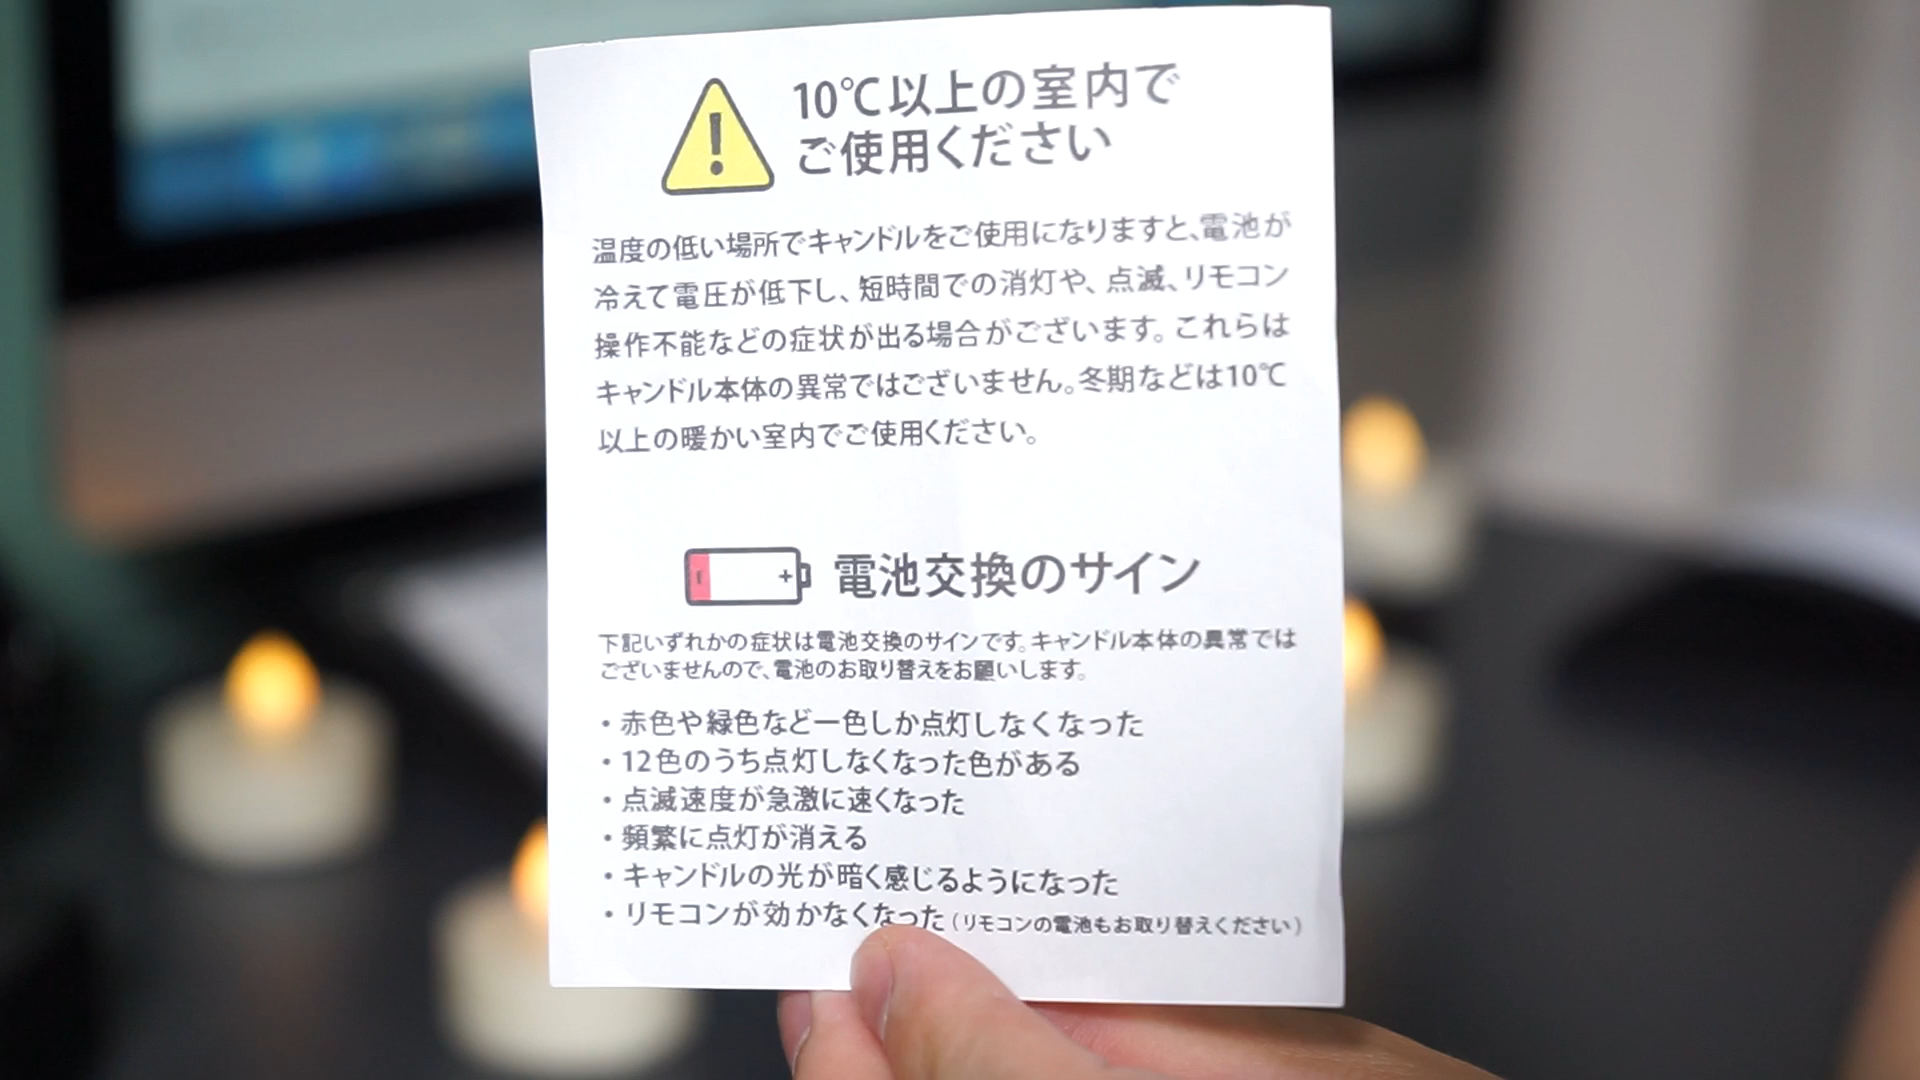 10℃以上の室内で
ご使用ください
温度の低い場所でキャンドルをご使用になりますと、電池が
冷えて電圧が低下し、短時間での消灯や、点滅、リモコン
操作不能などの症状が出る場合がございます。これらは
キャンドル本体の異常ではございません。冬期などは10℃
以上の暖かい室内でご使用ください。
電池交換のサイン
下記いずれかの症状は電池交換のサインです。キャンドル本体の異常では
ございませんので、電池のお取り替えをお願いします。
・赤色や緑色など一色しか点灯しなくなった
・12色のうち点灯しなくなった色がある
・点滅速度が急激に速くなった
・頻繁に点灯が消える
・キャンドルの光が暗く感じるようになった
・リモコンが効かなくなった（リモコンの電池もお取り替えください）